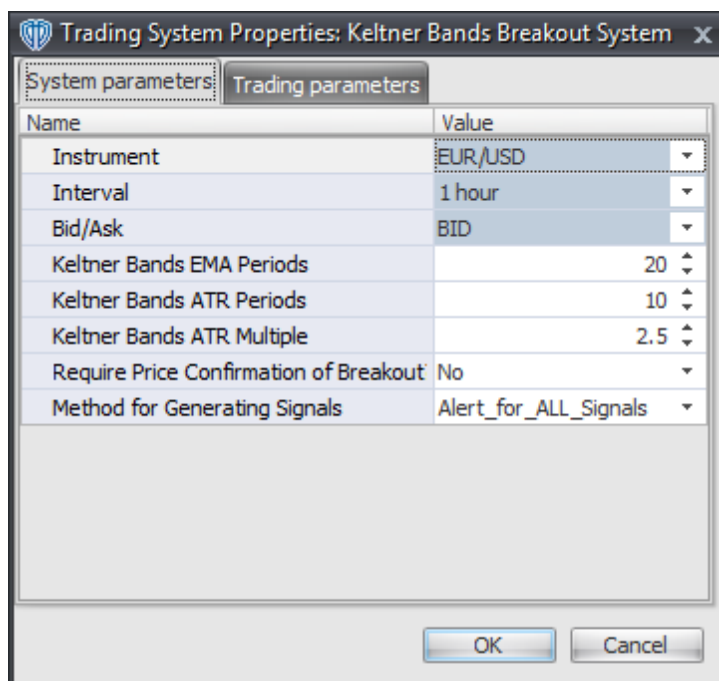 Trading System Properties: Keltner Bands Breakout System x
System parameters Trading parameters
Name Value
Instrument EUR/USD
Interval 1 hour
Bid/Ask BID
Keltner Bands EMA Periods 20
Keltner Bands ATR Periods 10
Keltner Bands ATR Multiple 2.5
Require Price Confirmation of Breakout No
Method for Generating Signals Alert_for_ALL_Signals
OK Cancel